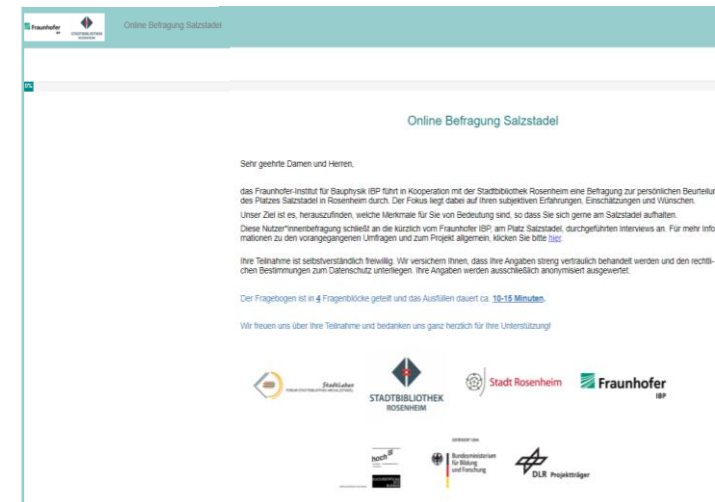 Fraunhofer
IBP
STADTBIBLIOTHEK
ROSENHEIM
Online Befragung Salzstadel
0%
Online Befragung Salzstadel
Sehr geehrte Damen und Herren,
das Fraunhofer-Institut für Bauphysik IBP führt in Kooperation mit der Stadtbibliothek Rosenheim eine Befragung zur persönlichen Beurteilun
des Platzes Salzstadel in Rosenheim durch. Der Fokus liegt dabei auf Ihren subjektiven Erfahrungen, Einschätzungen und Wünschen.
Unser Ziel ist es, herauszufinden, welche Merkmale für Sie von Bedeutung sind, so dass Sie sich gerne am Salzstadel aufhalten.
Diese Nutzer*innenbefragung schließt an die kürzlich vom Fraunhofer IBP, am Platz Salzstadel, durchgeführten Interviews an. Für mehr Info
mationen zu den vorangegangenen Umfragen und zum Projekt allgemein, klicken Sie bitte hier.
Ihre Teilnahme ist selbstverständlich freiwillig. Wir versichern Ihnen, dass Ihre Angaben streng vertraulich behandelt werden und den rechtli-
chen Bestimmungen zum Datenschutz unterliegen. Ihre Angaben werden ausschließlich anonymisiert ausgewertet.
Der Fragebogen ist in 4 Fragenblöcke geteilt und das Ausfüllen dauert ca. 10-15 Minuten.
Wir freuen uns über Ihre Teilnahme und bedanken uns ganz herzlich für Ihre Unterstützung!
StadtLabor
STADTBIBLIOTHEK
ROSENHEIM
Stadt Rosenheim
Fraunhofer
IBP
hoch
Bundesministerium
für Bildung
und Forschung
DLR Projektträger